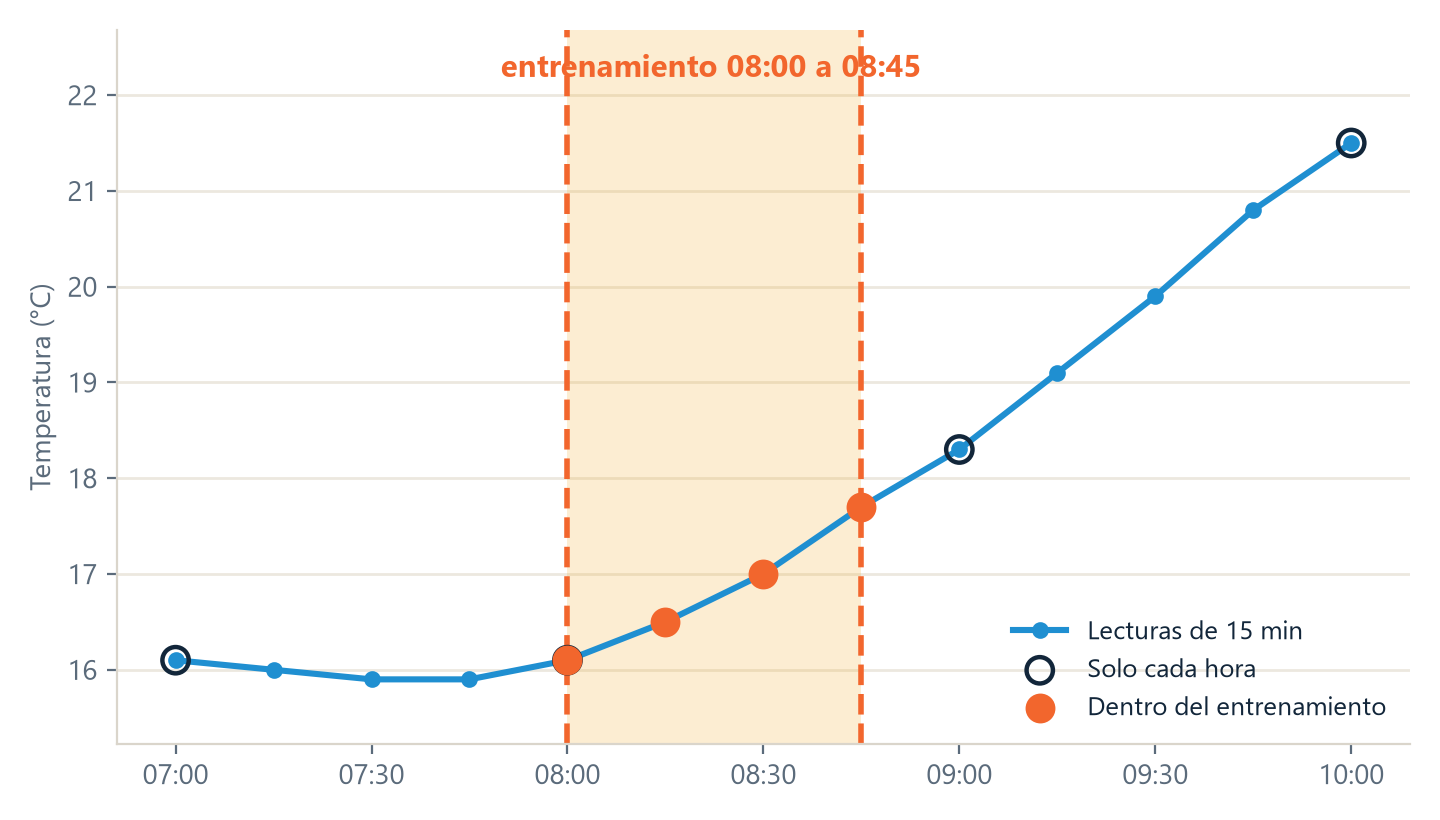 entrenamiento 08:00 a 08:45
Temperatura (°C)
22
21
20
19
18
17
16
Lecturas de 15 min
Solo cada hora
Dentro del entrenamiento
07:00
07:30
08:00
08:30
09:00
09:30
10:00